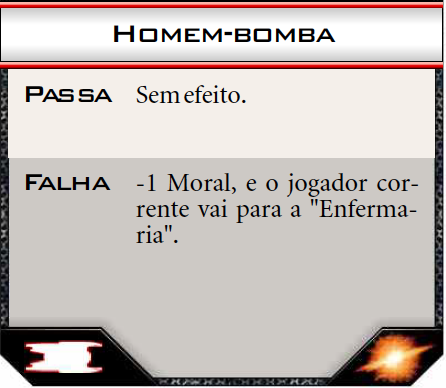 Homem-bomba
Passa Sem efeito.
Falha -1 Moral, e o jogador cor-
rente vai para a "Enferma-
ria".